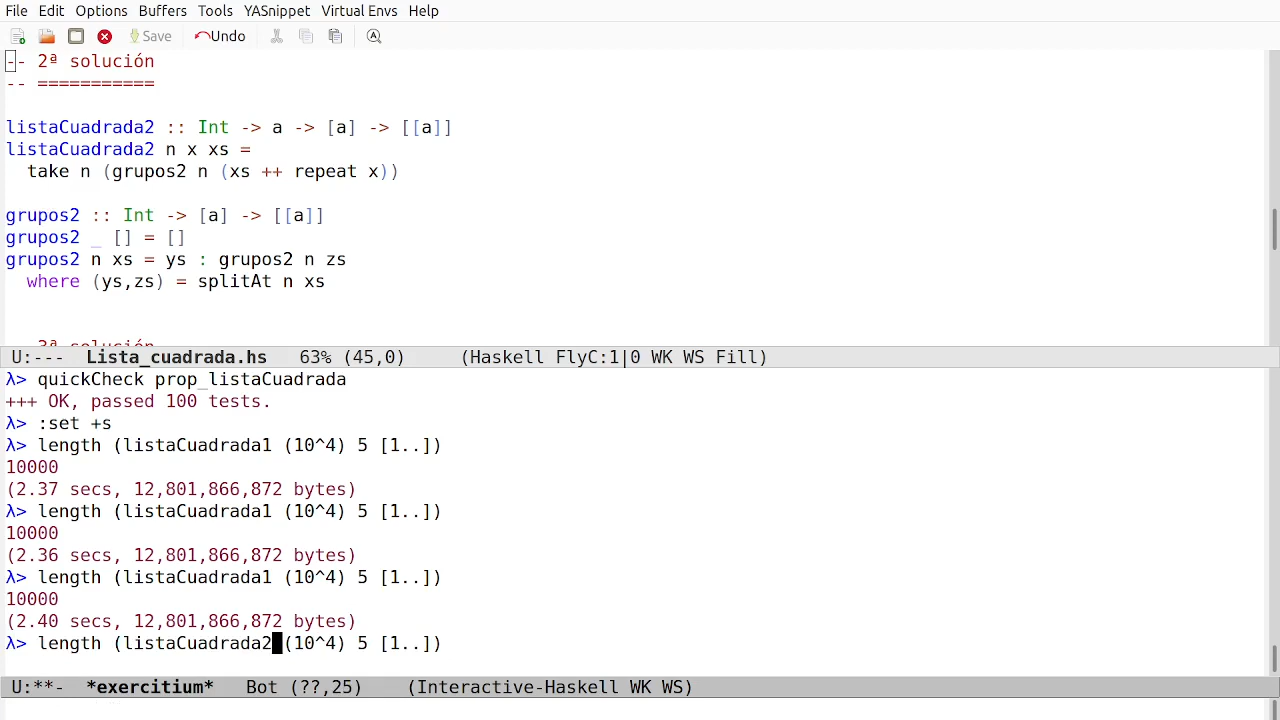 File Edit Options Buffers Tools YASnippet Virtual Envs Help
Save Undo
-- 2ª solución
-- ===========
listaCuadrada2 :: Int -> a -> [a] -> [[a]]
listaCuadrada2 n x xs =
take n (grupos2 n (xs ++ repeat x))
grupos2 :: Int -> [a] -> [[a]]
grupos2 _ [] = []
grupos2 n xs = ys : grupos2 n zs
where (ys,zs) = splitAt n xs
-- 3ª solución
U:--- Lista_cuadrada.hs 63% (45,0) (Haskell FlyC:1|0 WK WS Fill)
λ> quickCheck prop_listaCuadrada
+++ OK, passed 100 tests.
λ> :set +s
λ> length (listaCuadrada1 (10^4) 5 [1..])
10000
(2.37 secs, 12,801,866,872 bytes)
λ> length (listaCuadrada1 (10^4) 5 [1..])
10000
(2.36 secs, 12,801,866,872 bytes)
λ> length (listaCuadrada1 (10^4) 5 [1..])
10000
(2.40 secs, 12,801,866,872 bytes)
λ> length (listaCuadrada2 (10^4) 5 [1..])
U:**- *exercitium* Bot (??,25) (Interactive-Haskell WK WS)